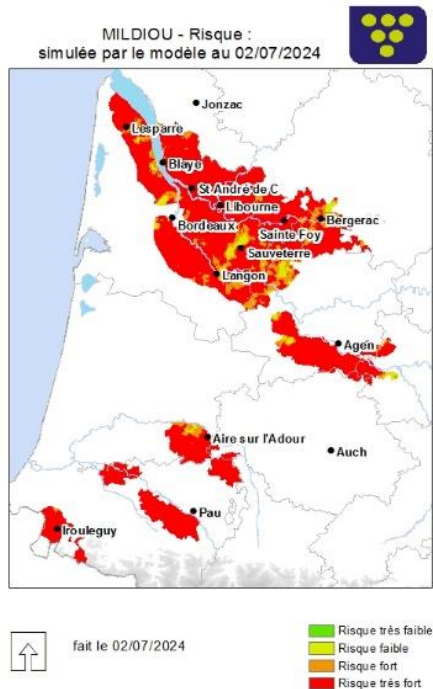 MILDIOU - Risque :
simulée par le modèle au 02/07/2024
Jonzac
Lesparre
Blaye
St André de C
Libourne
Bordeaux
Sainte Foy
Bergerac
Sauveterre
Langon
Agen
Aire sur l'Adour
Auch
Pau
Irouleguy
fait le 02/07/2024
Risque très faible
Risque faible
Risque fort
Risque très fort